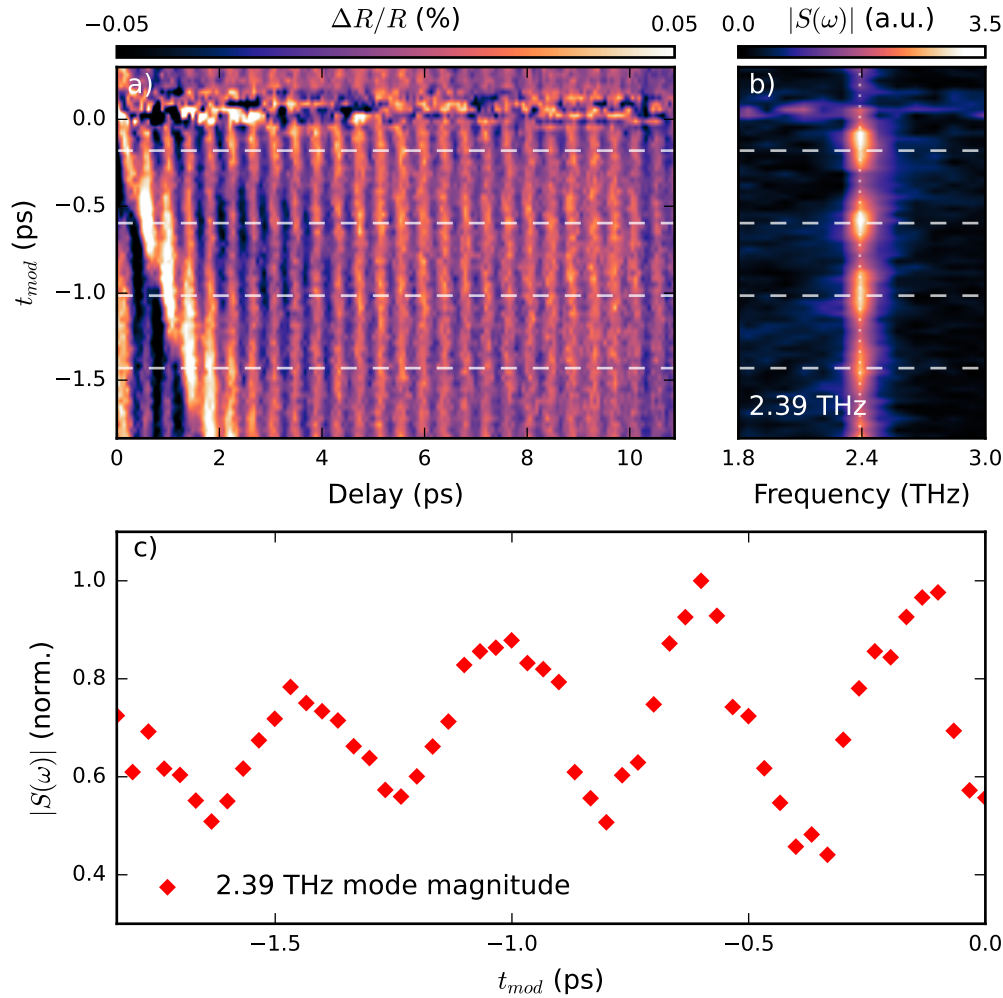 −0.05 ΔR/R (%) 0.05
0.0 |S(ω)| (a.u.) 3.5
a)
b)
0.0
−0.5
−1.0
−1.5
t_mod (ps)
2.39 THz
0 2 4 6 8 10
Delay (ps)
1.8 2.4 3.0
Frequency (THz)
c)
1.0
0.8
0.6
0.4
|S(ω)| (norm.)
2.39 THz mode magnitude
−1.5 −1.0 −0.5 0.0
t_mod (ps)